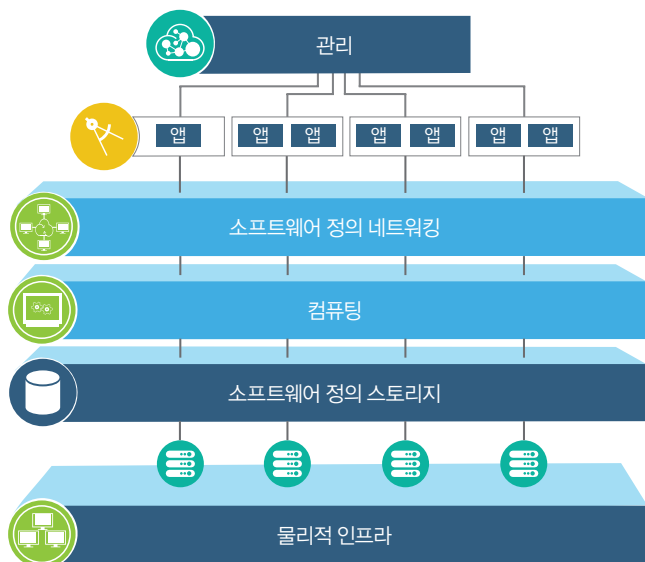 관리
앱 앱 앱 앱 앱 앱 앱
소프트웨어 정의 네트워킹
컴퓨팅
소프트웨어 정의 스토리지
물리적 인프라